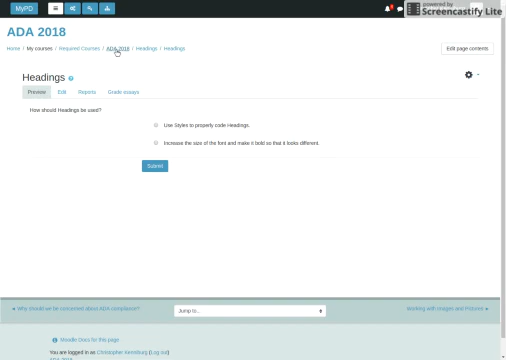 MyPD
powered by
Screencastify Lite
ADA 2018
Home / My courses / Required Courses / ADA 2018 / Headings / Headings
Edit page contents
Headings
Preview Edit Reports Grade essays
How should Headings be used?
Use Styles to properly code Headings.
Increase the size of the font and make it bold so that it looks different.
Submit
◄ Why should we be concerned about ADA compliance?
Jump to...
Working with Images and Pictures ►
Moodle Docs for this page
You are logged in as Christopher Kernsburg (Log out)
ADA 2018